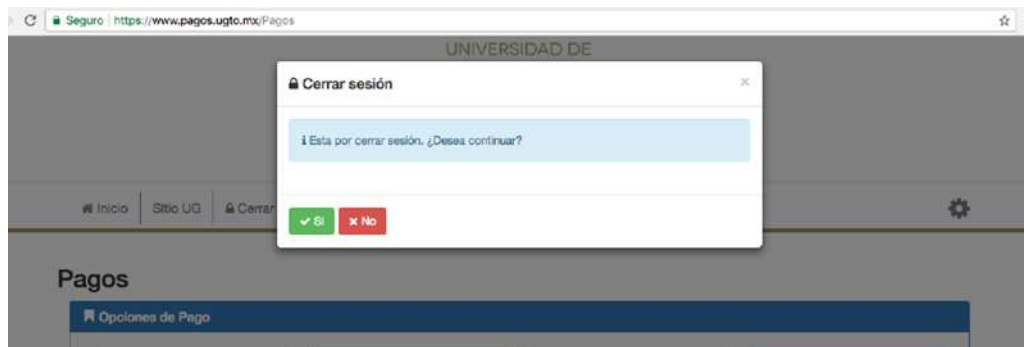 Seguro https://www.pagos.ugto.mx/Pagos
UNIVERSIDAD DE
Cerrar sesión ×
i Esta por cerrar sesión. ¿Desea continuar?
Inicio Sitio UG Cerrar
Si No
Pagos
Opciones de Pago